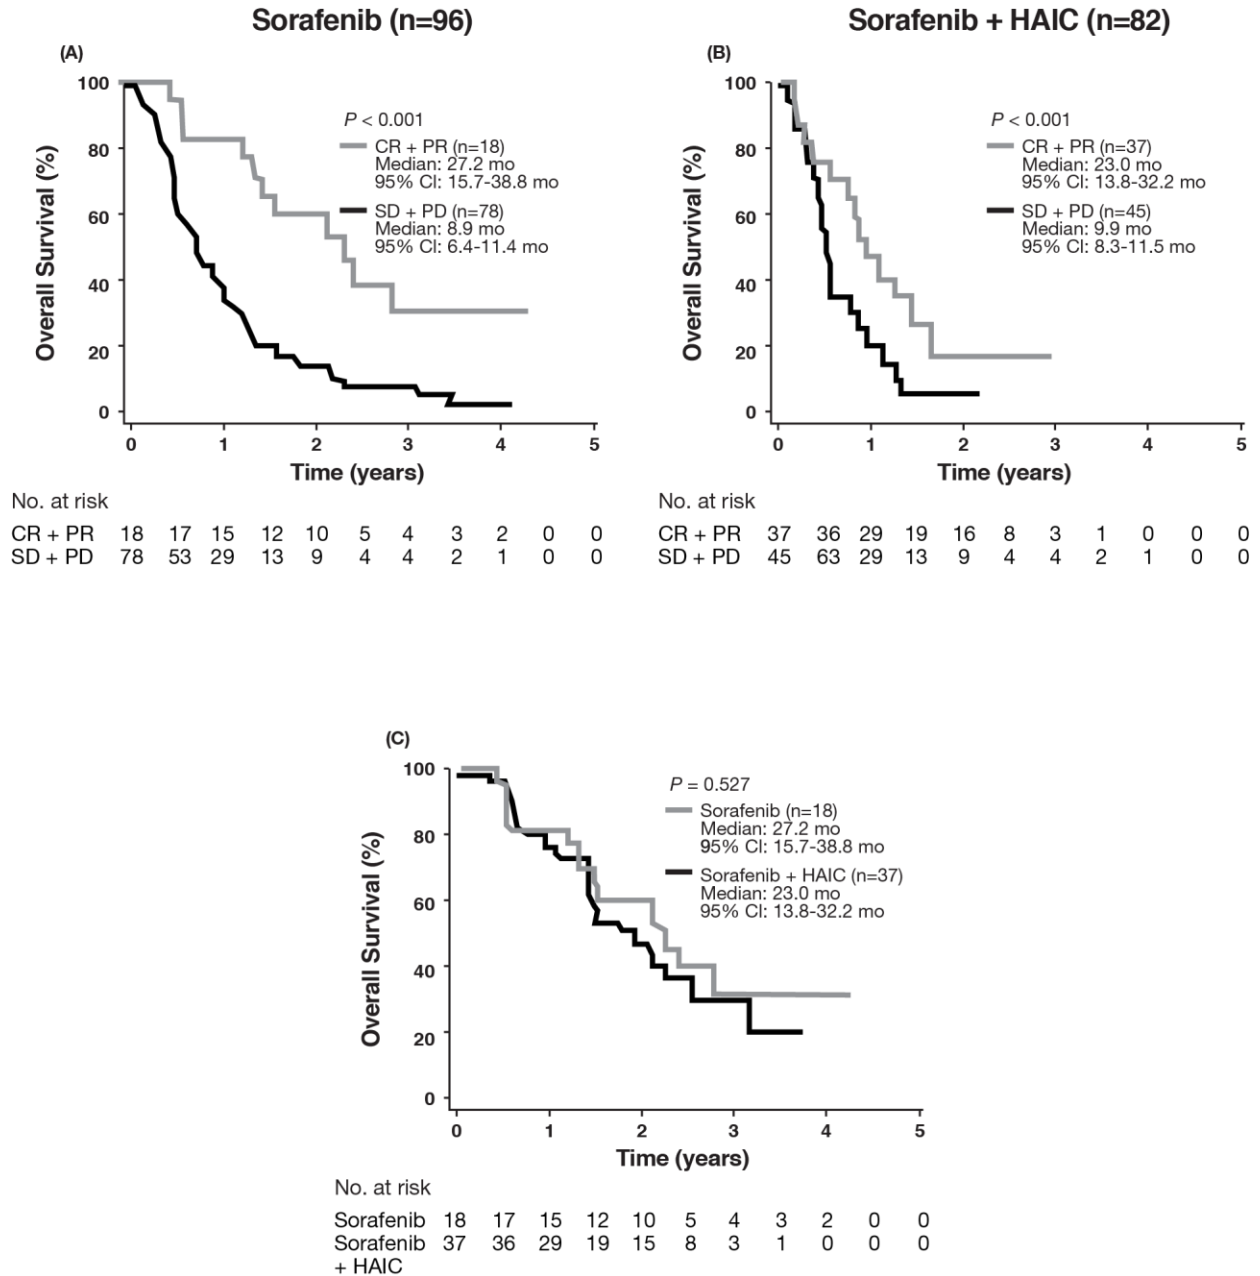 Sorafenib (n=96)
(A)
100
80
60
40
20
0
Overall Survival (%)
P < 0.001
CR + PR (n=18)
Median: 27.2 mo
95% CI: 15.7-38.8 mo
SD + PD (n=78)
Median: 8.9 mo
95% CI: 6.4-11.4 mo
0 1 2 3 4 5
Time (years)
No. at risk
CR + PR 18 17 15 12 10 5 4 3 2 0 0
SD + PD 78 53 29 13 9 4 4 2 1 0 0
Sorafenib + HAIC (n=82)
(B)
100
80
60
40
20
0
Overall Survival (%)
P < 0.001
CR + PR (n=37)
Median: 23.0 mo
95% CI: 13.8-32.2 mo
SD + PD (n=45)
Median: 9.9 mo
95% CI: 8.3-11.5 mo
0 1 2 3 4 5
Time (years)
No. at risk
CR + PR 37 36 29 19 16 8 3 1 0 0 0
SD + PD 45 63 29 13 9 4 4 2 1 0 0
(C)
100
80
60
40
20
0
Overall Survival (%)
P = 0.527
Sorafenib (n=18)
Median: 27.2 mo
95% CI: 15.7-38.8 mo
Sorafenib + HAIC (n=37)
Median: 23.0 mo
95% CI: 13.8-32.2 mo
0 1 2 3 4 5
Time (years)
No. at risk
Sorafenib 18 17 15 12 10 5 4 3 2 0 0
Sorafenib 37 36 29 19 15 8 3 1 0 0 0
+ HAIC